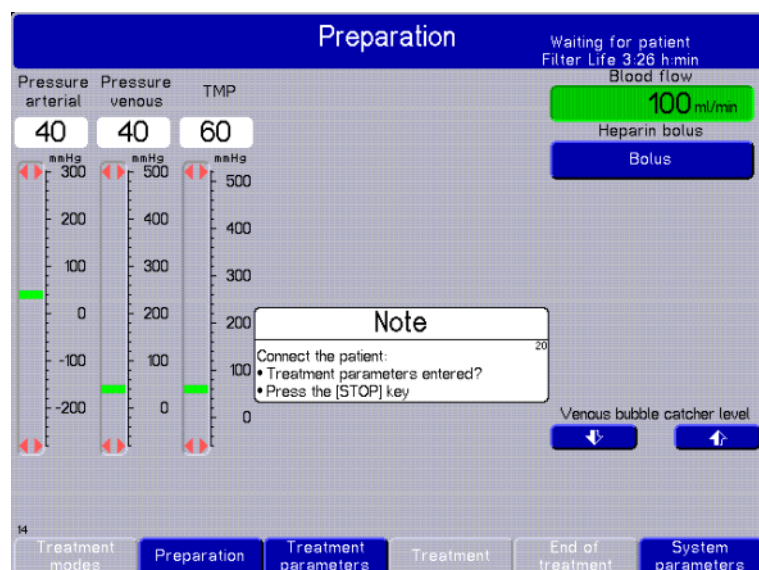 Preparation
Waiting for patient
Filter Life 3:26 h:min
Pressure arterial
Pressure venous
TMP
Blood flow
100 ml/min
40
40
60
Heparin bolus
Bolus
mmHg
mmHg
mmHg
300
200
100
0
-100
-200
500
400
300
200
100
0
500
400
300
200
100
0
Note
20
Connect the patient:
• Treatment parameters entered?
• Press the [STOP] key
Venous bubble catcher level
14
Treatment modes
Preparation
Treatment parameters
Treatment
End of treatment
System parameters